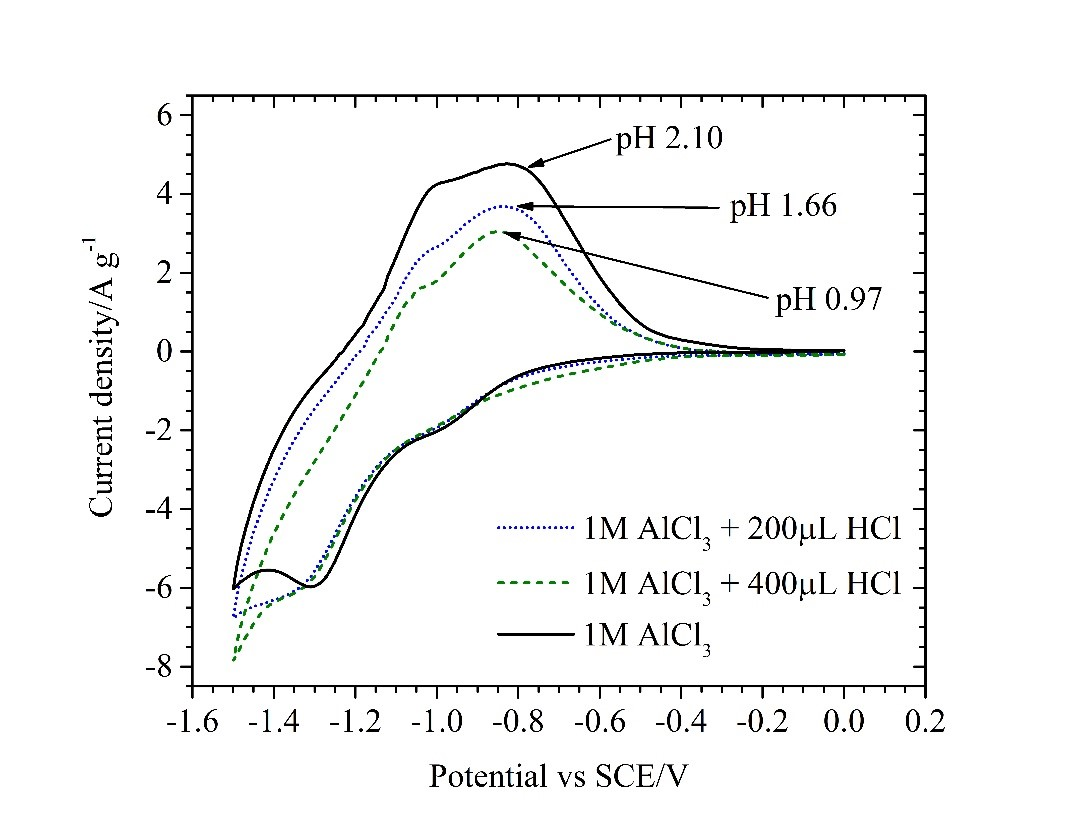 6
4
2
0
-2
-4
-6
-8
Current density/A g⁻¹
pH 2.10
pH 1.66
pH 0.97
1M AlCl₃ + 200μL HCl
1M AlCl₃ + 400μL HCl
1M AlCl₃
-1.6 -1.4 -1.2 -1.0 -0.8 -0.6 -0.4 -0.2 0.0 0.2
Potential vs SCE/V